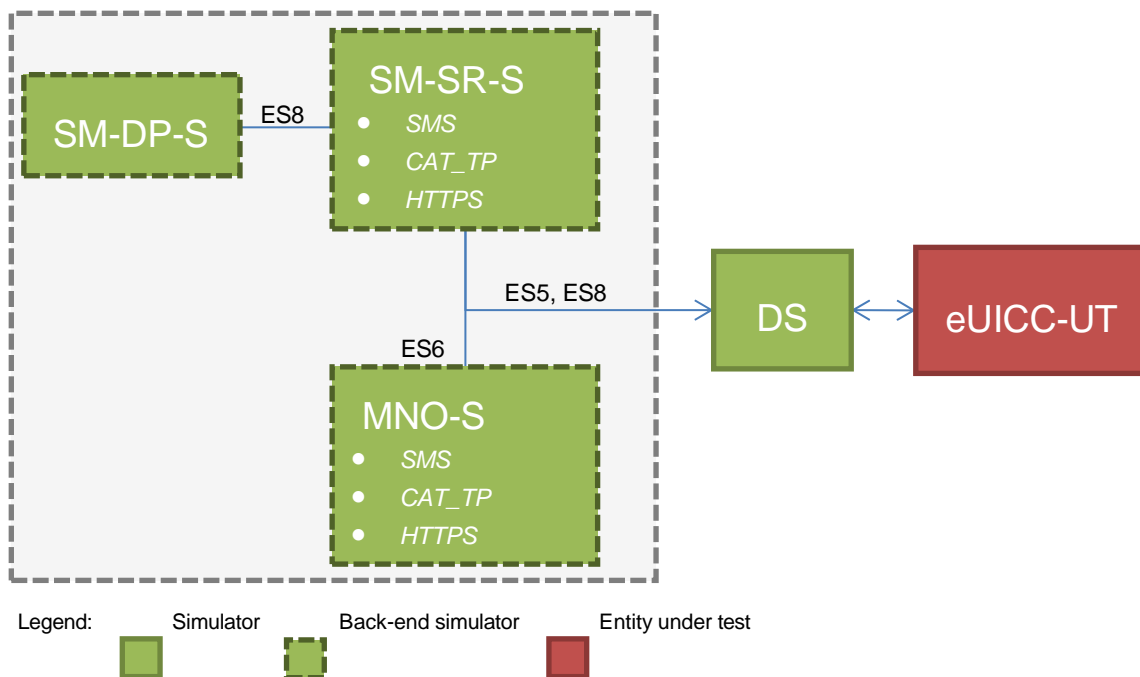 SM-DP-S
ES8
SM-SR-S
● SMS
● CAT_TP
● HTTPS
ES5, ES8
DS
eUICC-UT
ES6
MNO-S
● SMS
● CAT_TP
● HTTPS
Legend: Simulator Back-end simulator Entity under test